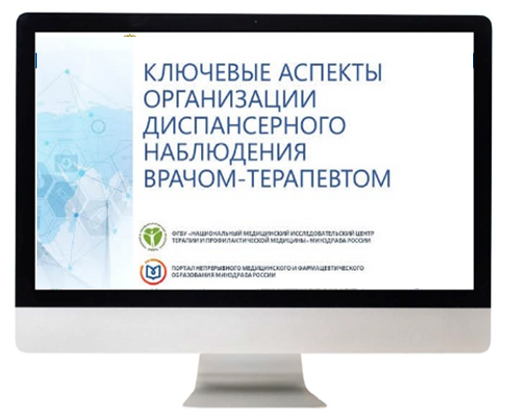 КЛЮЧЕВЫЕ АСПЕКТЫ
ОРГАНИЗАЦИИ
ДИСПАНСЕРНОГО
НАБЛЮДЕНИЯ
ВРАЧОМ-ТЕРАПЕВТОМ
ФГБУ «НАЦИОНАЛЬНЫЙ МЕДИЦИНСКИЙ ИССЛЕДОВАТЕЛЬСКИЙ ЦЕНТР
ТЕРАПИИ И ПРОФИЛАКТИЧЕСКОЙ МЕДИЦИНЫ» МИНЗДРАВА РОССИИ
ПОРТАЛ НЕПРЕРЫВНОГО МЕДИЦИНСКОГО И ФАРМАЦЕВТИЧЕСКОГО
ОБРАЗОВАНИЯ МИНЗДРАВА РОССИИ